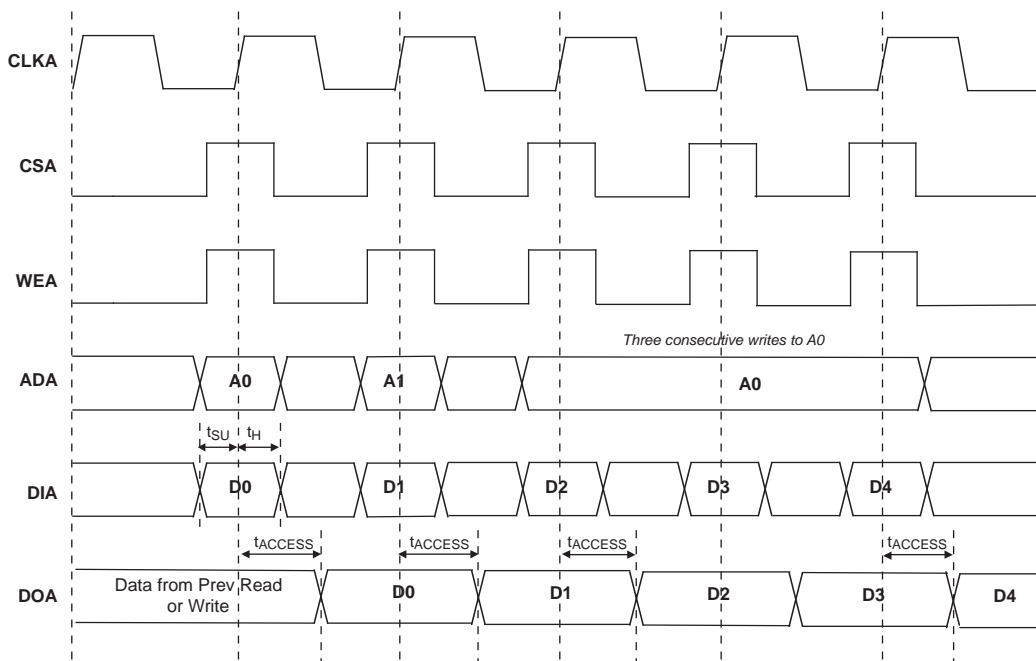 CLKA
CSA
WEA
Three consecutive writes to A0
ADA
A0
A1
A0
tSU
tH
DIA
D0
D1
D2
D3
D4
tACCESS
tACCESS
tACCESS
tACCESS
DOA
Data from Prev Read
or Write
D0
D1
D2
D3
D4